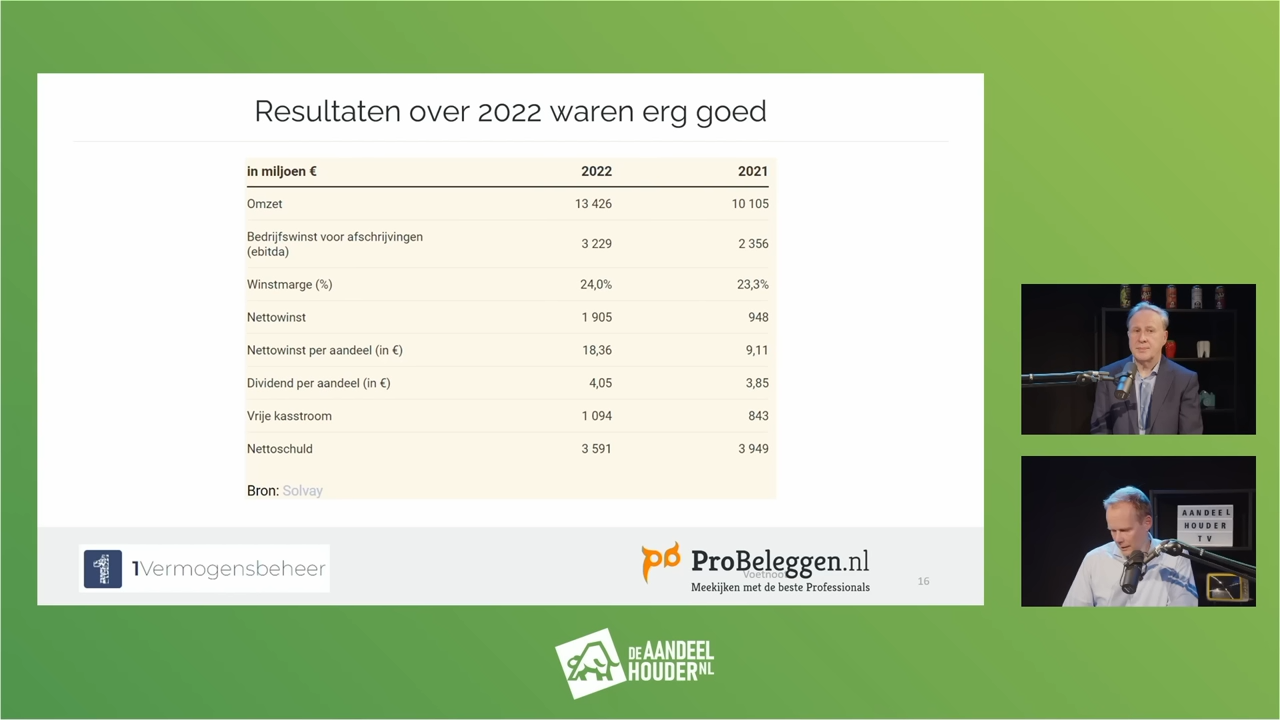 Resultaten over 2022 waren erg goed
in miljoen € 2022 2021
Omzet 13 426 10 105
Bedrijfswinst voor afschrijvingen
(ebitda) 3 229 2 356
Winstmarge (%) 24,0% 23,3%
Nettowinst 1 905 948
Nettowinst per aandeel (in €) 18,36 9,11
Dividend per aandeel (in €) 4,05 3,85
Vrije kasstroom 1 094 843
Nettoschuld 3 591 3 949
Bron: Solvay
1Vermogensbeheer
ProBeleggen.nl
Meekijken met de beste Professionals
16
AANDEEL
HOUDER
TV
DE AANDEEL
HOUDER NL